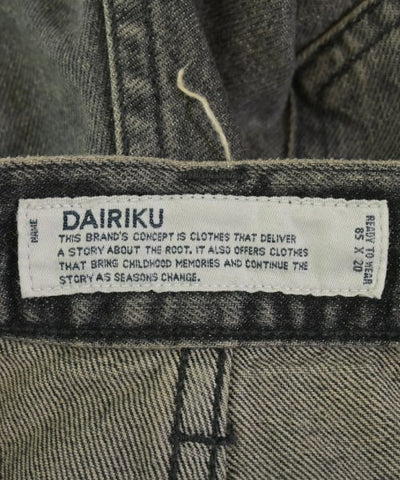 NAME
DAIRIKU
THIS BRAND'S CONCEPT IS CLOTHES THAT DELIVER
A STORY ABOUT THE ROOT. IT ALSO OFFERS CLOTHES
THAT BRING CHILDHOOD MEMORIES AND CONTINUE THE
STORY AS SEASONS CHANGE.
READY TO WEAR
85 X 20